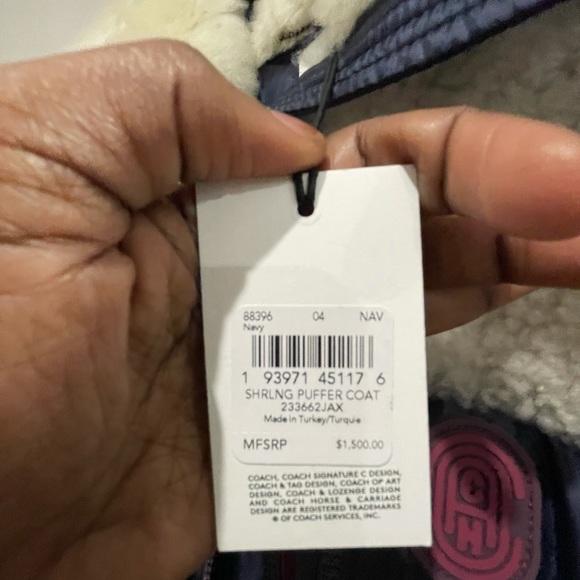 88396 04 NAV
Navy
1 93971 45117 6
SHRLNG PUFFER COAT
233662JAX
Made in Turkey/Turquie
MFSRP $1,500.00
COACH, COACH SIGNATURE C DESIGN,
COACH & TAG DESIGN, COACH OP ART
DESIGN, COACH & LOZENGE DESIGN
AND COACH HORSE & CARRIAGE
DESIGN ARE REGISTERED TRADEMARKS
® OF COACH SERVICES, INC.